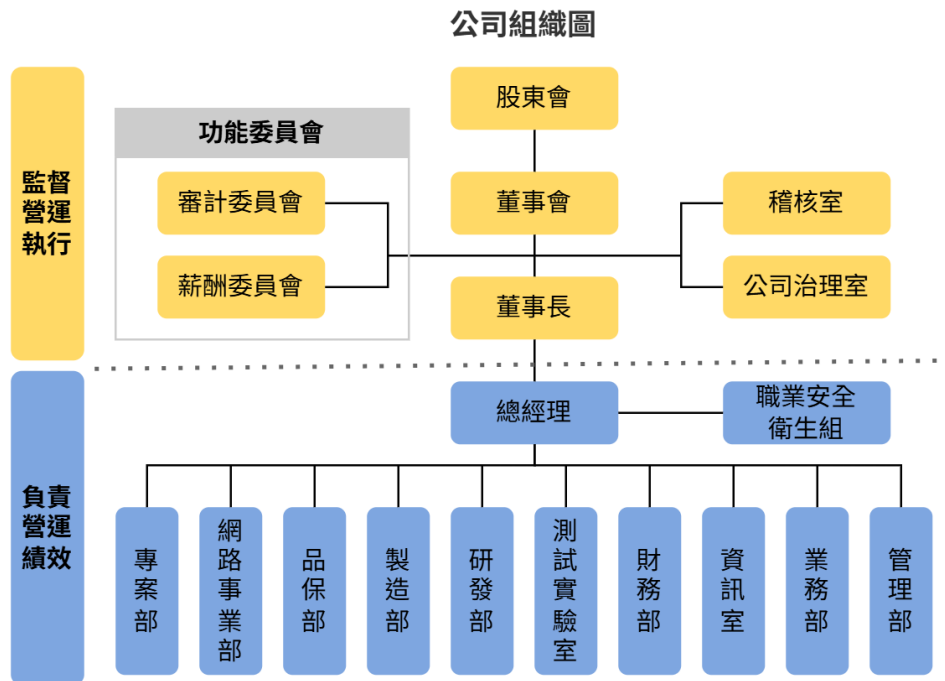 公司組織圖
監督
營運
執行
功能委員會
審計委員會
薪酬委員會
股東會
董事會
董事長
稽核室
公司治理室
負責
營運
績效
總經理
職業安全
衛生組
專案部
網路事業部
品保部
製造部
研發部
測試實驗室
財務部
資訊室
業務部
管理部